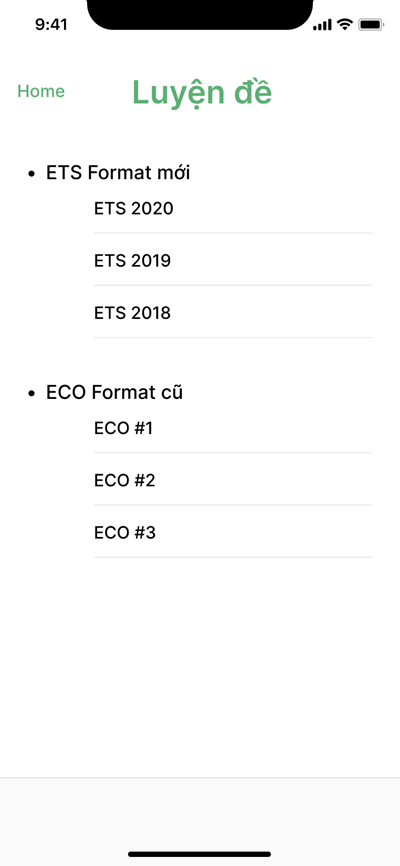 9:41
Home
Luyện đề
• ETS Format mới
ETS 2020
ETS 2019
ETS 2018
• ECO Format cũ
ECO #1
ECO #2
ECO #3